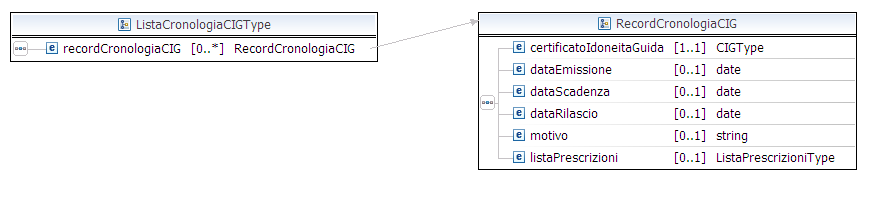 ListaCronologiaCIGType
recordCronologiaCIG [0..*] RecordCronologiaCIG
RecordCronologiaCIG
certificatoIdoneitaGuida [1..1] CIGType
dataEmissione [0..1] date
dataScadenza [0..1] date
dataRilascio [0..1] date
motivo [0..1] string
listaPrescrizioni [0..1] ListaPrescrizioniType